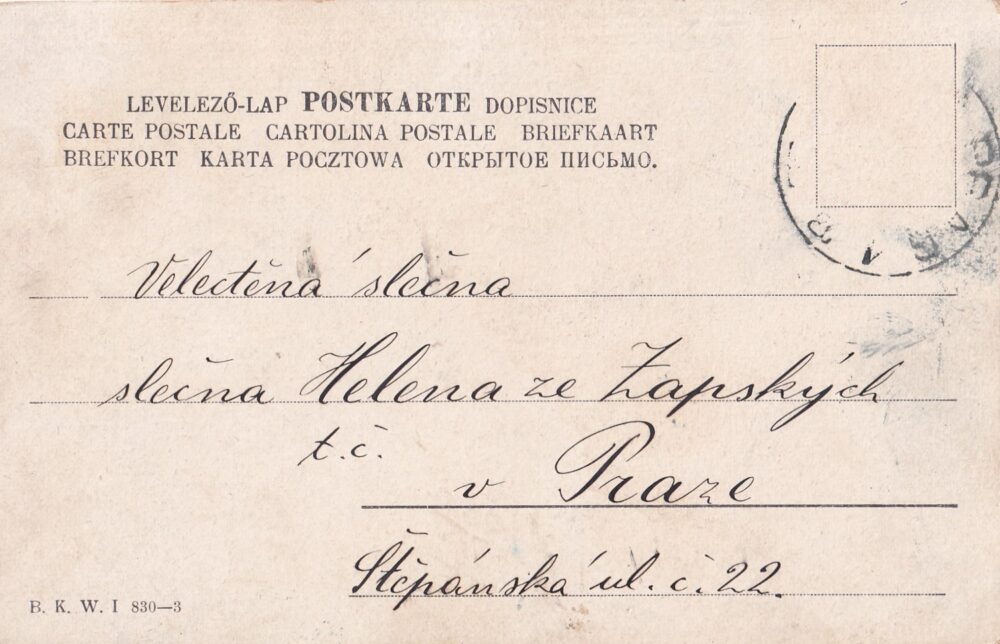 LEVELEZŐ-LAP POSTKARTE DOPISNICE
CARTE POSTALE CARTOLINA POSTALE BRIEFKAART
BREFKORT KARTA POCZTOWA ОТКРЫТОЕ ПИСЬМО.
Velectěná slečna
slečna Helena ze Zapských
t.č.
v Praze
Štěpánská ul. č. 22.
B. K. W. I 830—3